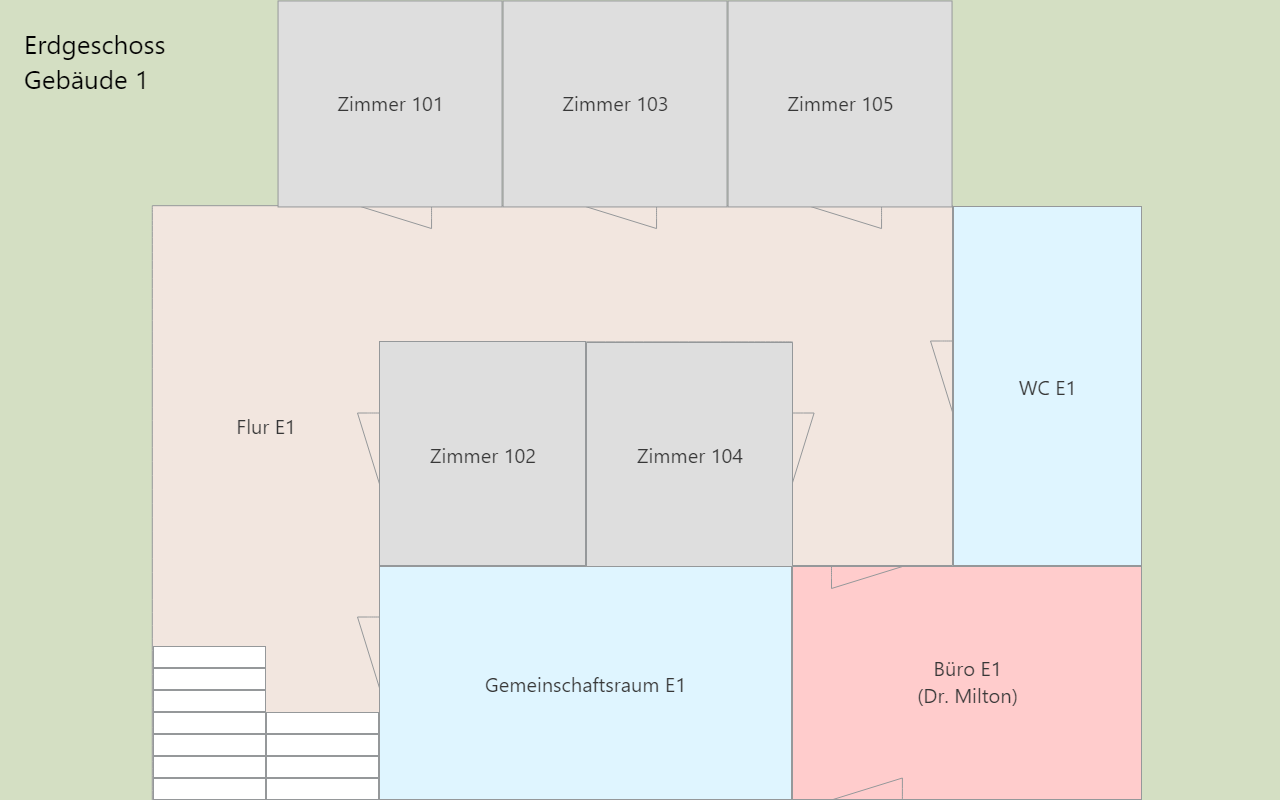 Erdgeschoss
Gebäude 1
Zimmer 101
Zimmer 103
Zimmer 105
WC E1
Flur E1
Zimmer 102
Zimmer 104
Gemeinschaftsraum E1
Büro E1
(Dr. Milton)